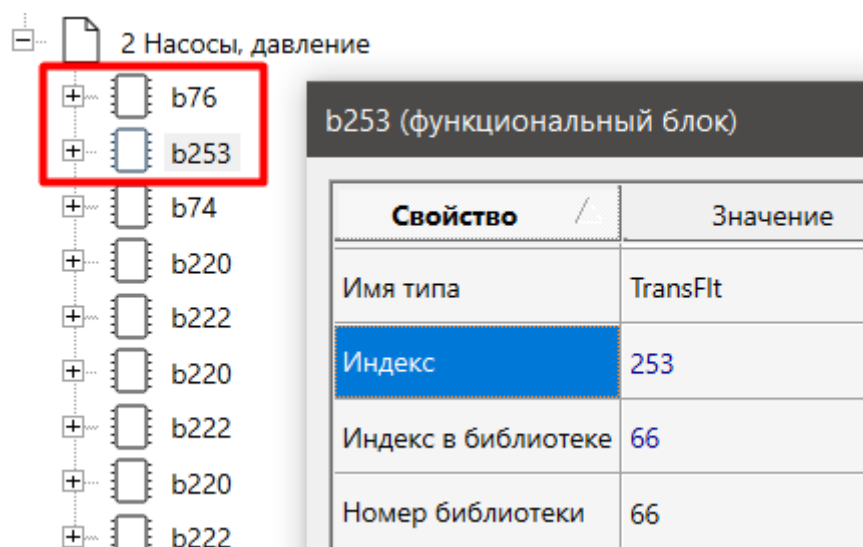 2 Насосы, давление
b76
b253
b74
b220
b222
b220
b222
b220
b222
b253 (функциональный блок)
Свойство Значение
Имя типа TransFlt
Индекс 253
Индекс в библиотеке 66
Номер библиотеки 66